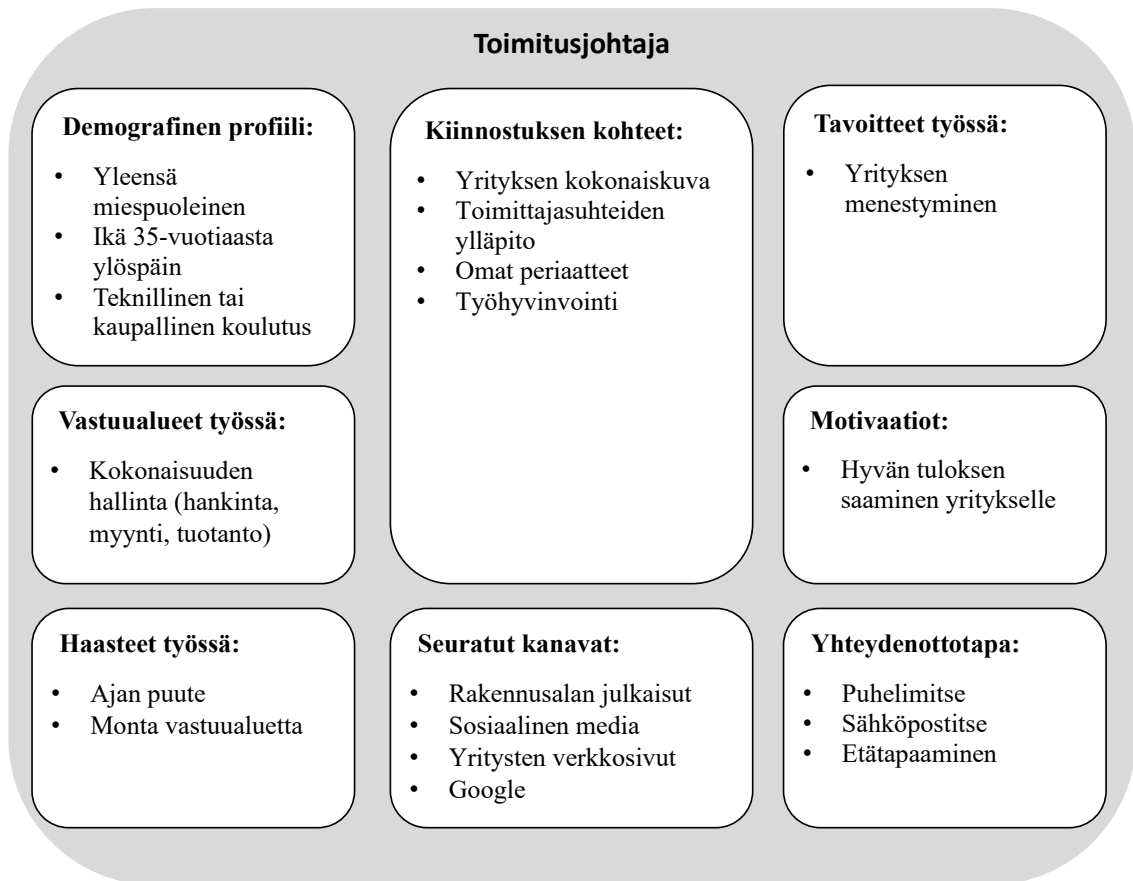 Toimitusjohtaja
Demografinen profiili:
• Yleensä
miespuoleinen
• Ikä 35-vuotiaasta
ylöspäin
• Teknillinen tai
kaupallinen koulutus
Kiinnostuksen kohteet:
• Yrityksen kokonaiskuva
• Toimittajasuhteiden
ylläpito
• Omat periaatteet
• Työhyvinvointi
Tavoitteet työssä:
• Yrityksen
menestyminen
Vastuualueet työssä:
• Kokonaisuuden
hallinta (hankinta,
myynti, tuotanto)
Motivaatiot:
• Hyvän tuloksen
saaminen yritykselle
Haasteet työssä:
• Ajan puute
• Monta vastuualuetta
Seuratut kanavat:
• Rakennusalan julkaisut
• Sosiaalinen media
• Yritysten verkkosivut
• Google
Yhteydenottotapa:
• Puhelimitse
• Sähköpostitse
• Etätapaaminen